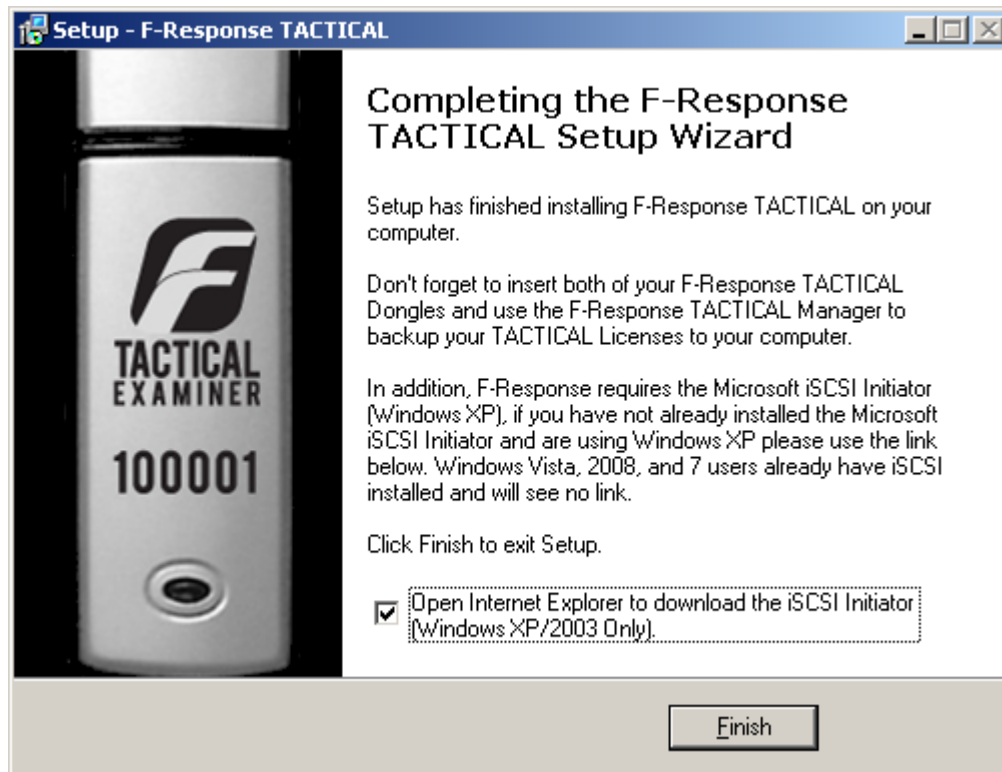 Setup - F-Response TACTICAL
Completing the F-Response
TACTICAL Setup Wizard
Setup has finished installing F-Response TACTICAL on your
computer.
Don't forget to insert both of your F-Response TACTICAL
Dongles and use the F-Response TACTICAL Manager to
backup your TACTICAL Licenses to your computer.
In addition, F-Response requires the Microsoft iSCSI Initiator
(Windows XP), if you have not already installed the Microsoft
iSCSI Initiator and are using Windows XP please use the link
below. Windows Vista, 2008, and 7 users already have iSCSI
installed and will see no link.
Click Finish to exit Setup.
Open Internet Explorer to download the iSCSI Initiator
(Windows XP/2003 Only).
TACTICAL
EXAMINER
100001
Finish